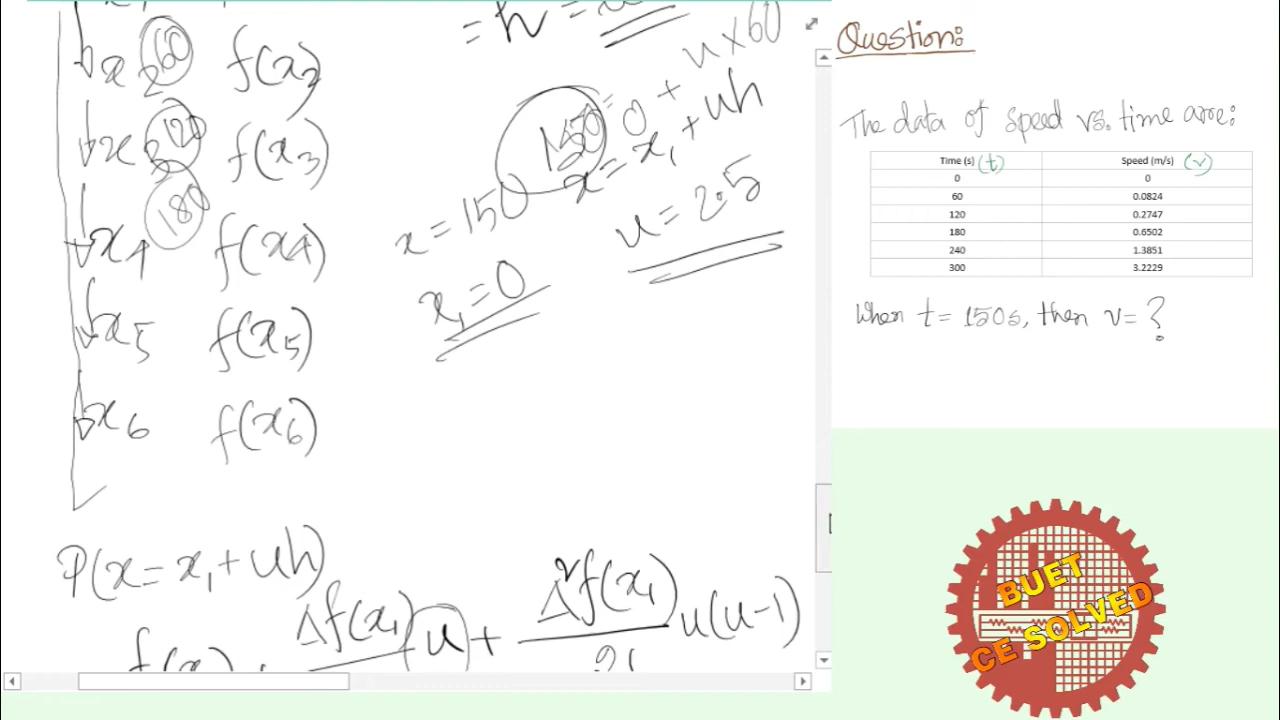 = h =
x2 60 f(x2)
x3 120 f(x3)
x4 180 f(x4)
x5 f(x5)
x6 f(x6)
150 = 0 + u×60
x = x1 + uh
x = 150
x1 = 0
u = 2.5
P(x = x1 + uh)
Δf(x1) u + Δ²f(x1) u(u-1)
Question:
The data of speed vs. time are:
Time (s) (t) Speed (m/s) (v)
0 0
60 0.0824
120 0.2747
180 0.6502
240 1.3851
300 3.2229
When t = 150s, then v = ?
BUET
CE SOLVED